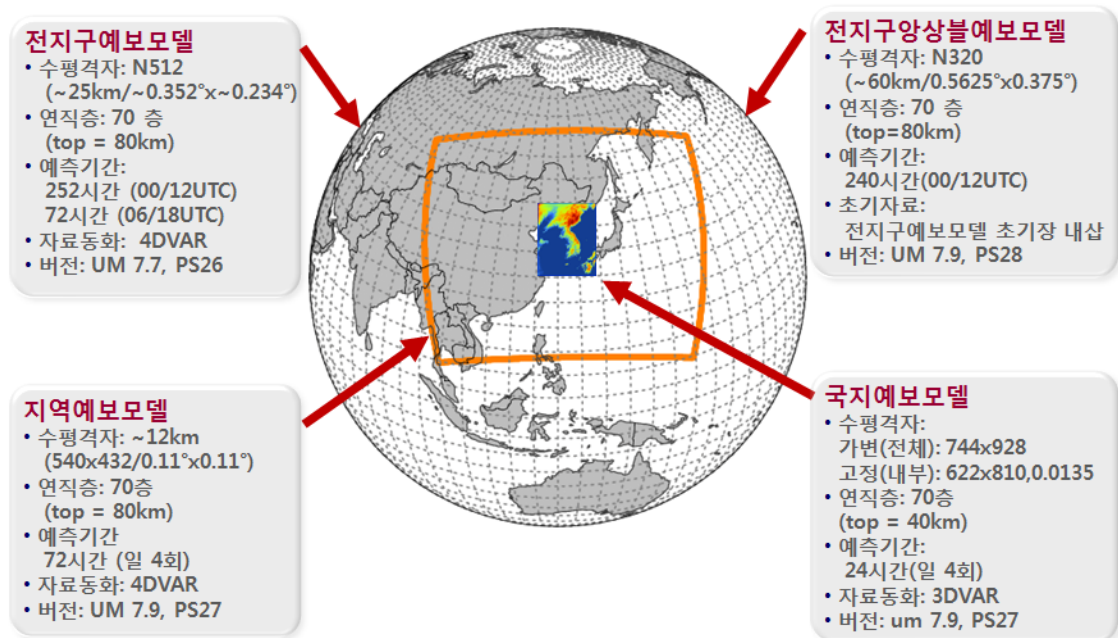 전지구예보모델
• 수평격자: N512
(~25km/~0.352°x~0.234°)
• 연직층: 70 층
(top = 80km)
• 예측기간:
252시간 (00/12UTC)
72시간 (06/18UTC)
• 자료동화: 4DVAR
• 버전: UM 7.7, PS26
전지구앙상블예보모델
• 수평격자: N320
(~60km/0.5625°x0.375°)
• 연직층: 70 층
(top=80km)
• 예측기간:
240시간(00/12UTC)
• 초기자료:
전지구예보모델 초기장 내삽
• 버전: UM 7.9, PS28
지역예보모델
• 수평격자: ~12km
(540x432/0.11°x0.11°)
• 연직층: 70층
(top = 80km)
• 예측기간
72시간 (일 4회)
• 자료동화: 4DVAR
• 버전: UM 7.9, PS27
국지예보모델
• 수평격자:
가변(전체): 744x928
고정(내부): 622x810,0.0135
• 연직층: 70층
(top = 40km)
• 예측기간:
24시간(일 4회)
• 자료동화: 3DVAR
• 버전: um 7.9, PS27